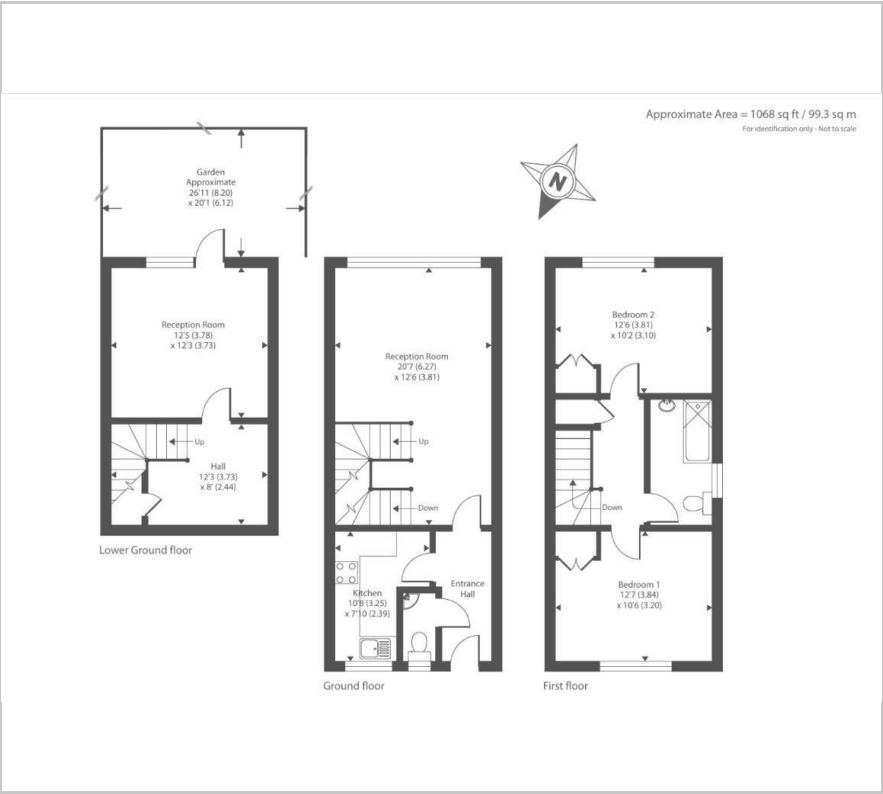 Approximate Area = 1068 sq ft / 99.3 sq m
For identification only - Not to scale
N
Garden
Approximate
26'11 (8.20)
x 20'1 (6.12)
Reception Room
12'5 (3.78)
x 12'3 (3.73)
Up
Hall
12'3 (3.73)
x 8' (2.44)
Lower Ground floor
Reception Room
20'7 (6.27)
x 12'6 (3.81)
Up
Down
Kitchen
10'8 (3.25)
x 7'10 (2.39)
Entrance
Hall
Ground floor
Bedroom 2
12'6 (3.81)
x 10'2 (3.10)
Down
Bedroom 1
12'7 (3.84)
x 10'6 (3.20)
First floor